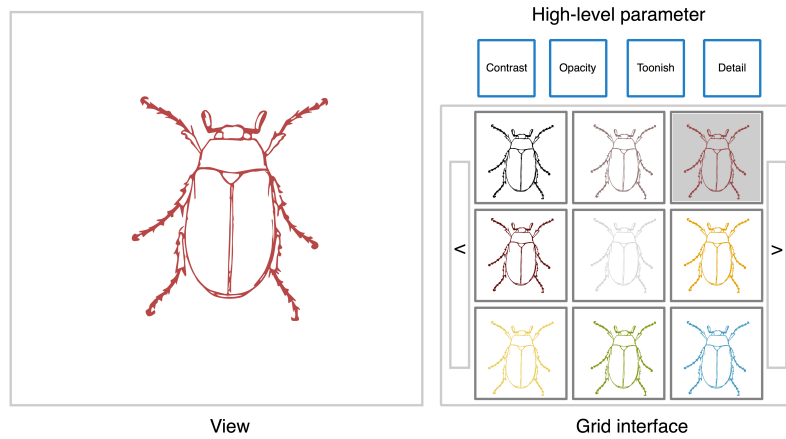 High-level parameter
Contrast Opacity Toonish Detail
< >
View Grid interface